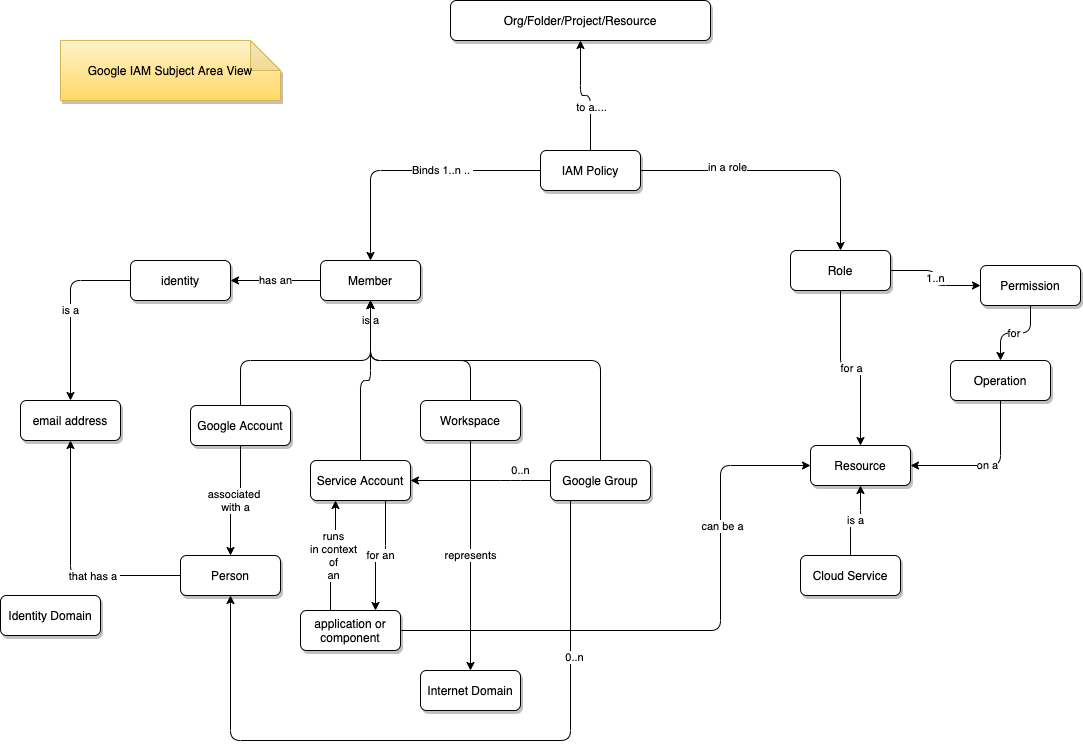 Org/Folder/Project/Resource
Google IAM Subject Area View
to a....
Binds 1..n ..
IAM Policy
in a role
identity
has an
Member
Role
1..n
Permission
is a
is a
for
for a
Operation
email address
Google Account
Workspace
Service Account
0..n
Google Group
Resource
on a
associated
with a
can be a
is a
runs
in context
of
an
for an
represents
that has a
Person
Cloud Service
Identity Domain
application or
component
0..n
Internet Domain